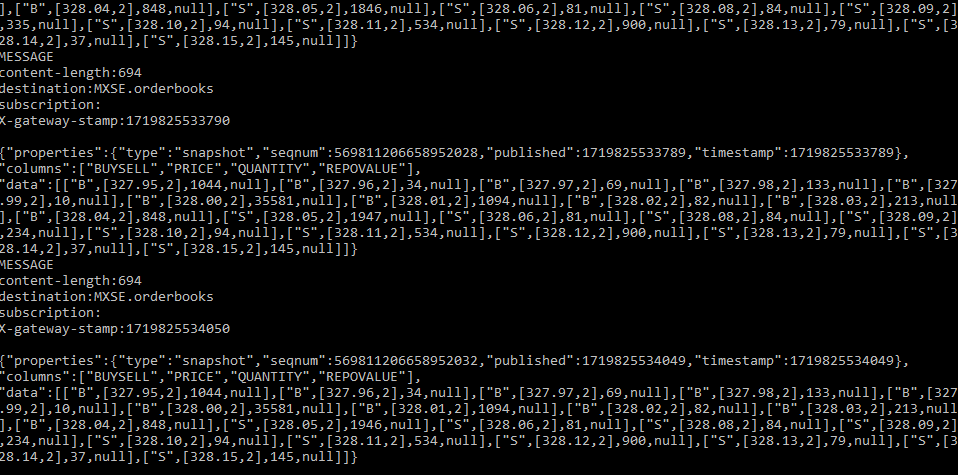 ],["B",[328.04,2],848,null],["S",[328.05,2],1846,null],["S",[328.06,2],81,null],["S",[328.08,2],84,null],["S",[328.09,2]
,335,null],["S",[328.10,2],94,null],["S",[328.11,2],534,null],["S",[328.12,2],900,null],["S",[328.13,2],79,null],["S",[3
28.14,2],37,null],["S",[328.15,2],145,null]]}
MESSAGE
content-length:694
destination:MXSE.orderbooks
subscription:
X-gateway-stamp:1719825533790
{"properties":{"type":"snapshot","seqnum":569811206658952028,"published":1719825533789,"timestamp":1719825533789},
"columns":["BUYSELL","PRICE","QUANTITY","REPOVALUE"],
"data":[["B",[327.95,2],1044,null],["B",[327.96,2],34,null],["B",[327.97,2],69,null],["B",[327.98,2],133,null],["B",[327
.99,2],10,null],["B",[328.00,2],35581,null],["B",[328.01,2],1094,null],["B",[328.02,2],82,null],["B",[328.03,2],213,null
],["B",[328.04,2],848,null],["S",[328.05,2],1947,null],["S",[328.06,2],81,null],["S",[328.08,2],84,null],["S",[328.09,2]
,234,null],["S",[328.10,2],94,null],["S",[328.11,2],534,null],["S",[328.12,2],900,null],["S",[328.13,2],79,null],["S",[3
28.14,2],37,null],["S",[328.15,2],145,null]]}
MESSAGE
content-length:694
destination:MXSE.orderbooks
subscription:
X-gateway-stamp:1719825534050
{"properties":{"type":"snapshot","seqnum":569811206658952032,"published":1719825534049,"timestamp":1719825534049},
"columns":["BUYSELL","PRICE","QUANTITY","REPOVALUE"],
"data":[["B",[327.95,2],1044,null],["B",[327.96,2],34,null],["B",[327.97,2],69,null],["B",[327.98,2],133,null],["B",[327
.99,2],10,null],["B",[328.00,2],35581,null],["B",[328.01,2],1094,null],["B",[328.02,2],82,null],["B",[328.03,2],213,null
],["B",[328.04,2],848,null],["S",[328.05,2],1946,null],["S",[328.06,2],81,null],["S",[328.08,2],84,null],["S",[328.09,2]
,234,null],["S",[328.10,2],94,null],["S",[328.11,2],534,null],["S",[328.12,2],900,null],["S",[328.13,2],79,null],["S",[3
28.14,2],37,null],["S",[328.15,2],145,null]]}